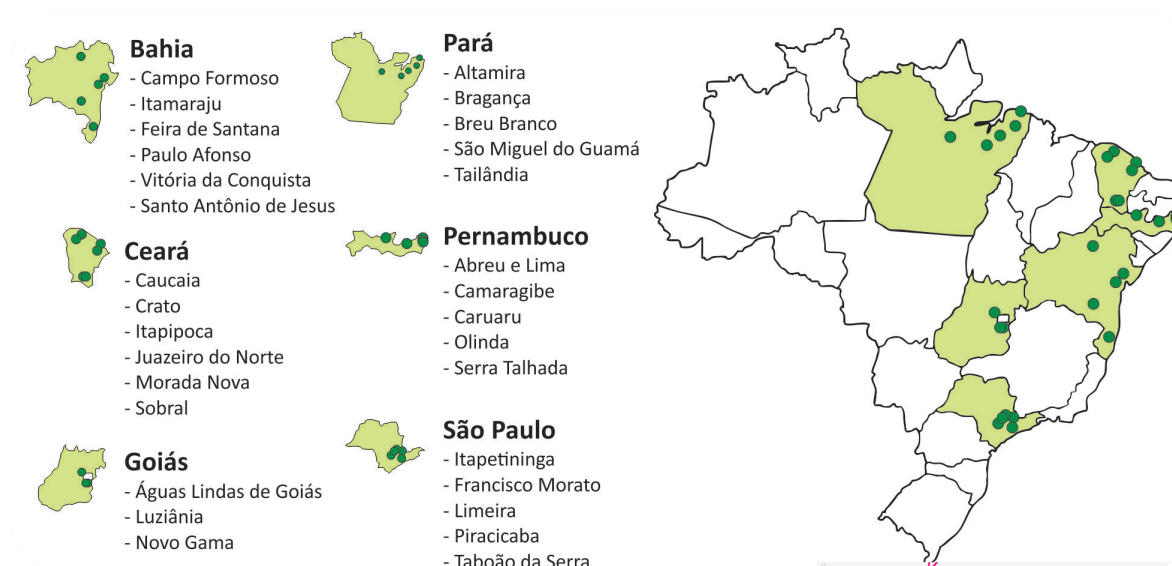 Bahia
- Campo Formoso
- Itamaraju
- Feira de Santana
- Paulo Afonso
- Vitória da Conquista
- Santo Antônio de Jesus
Ceará
- Caucaia
- Crato
- Itapipoca
- Juazeiro do Norte
- Morada Nova
- Sobral
Goiás
- Águas Lindas de Goiás
- Luziânia
- Novo Gama
Pará
- Altamira
- Bragança
- Breu Branco
- São Miguel do Guamá
- Tailândia
Pernambuco
- Abreu e Lima
- Camaragibe
- Caruaru
- Olinda
- Serra Talhada
São Paulo
- Itapetininga
- Francisco Morato
- Limeira
- Piracicaba
- Taboão da Serra